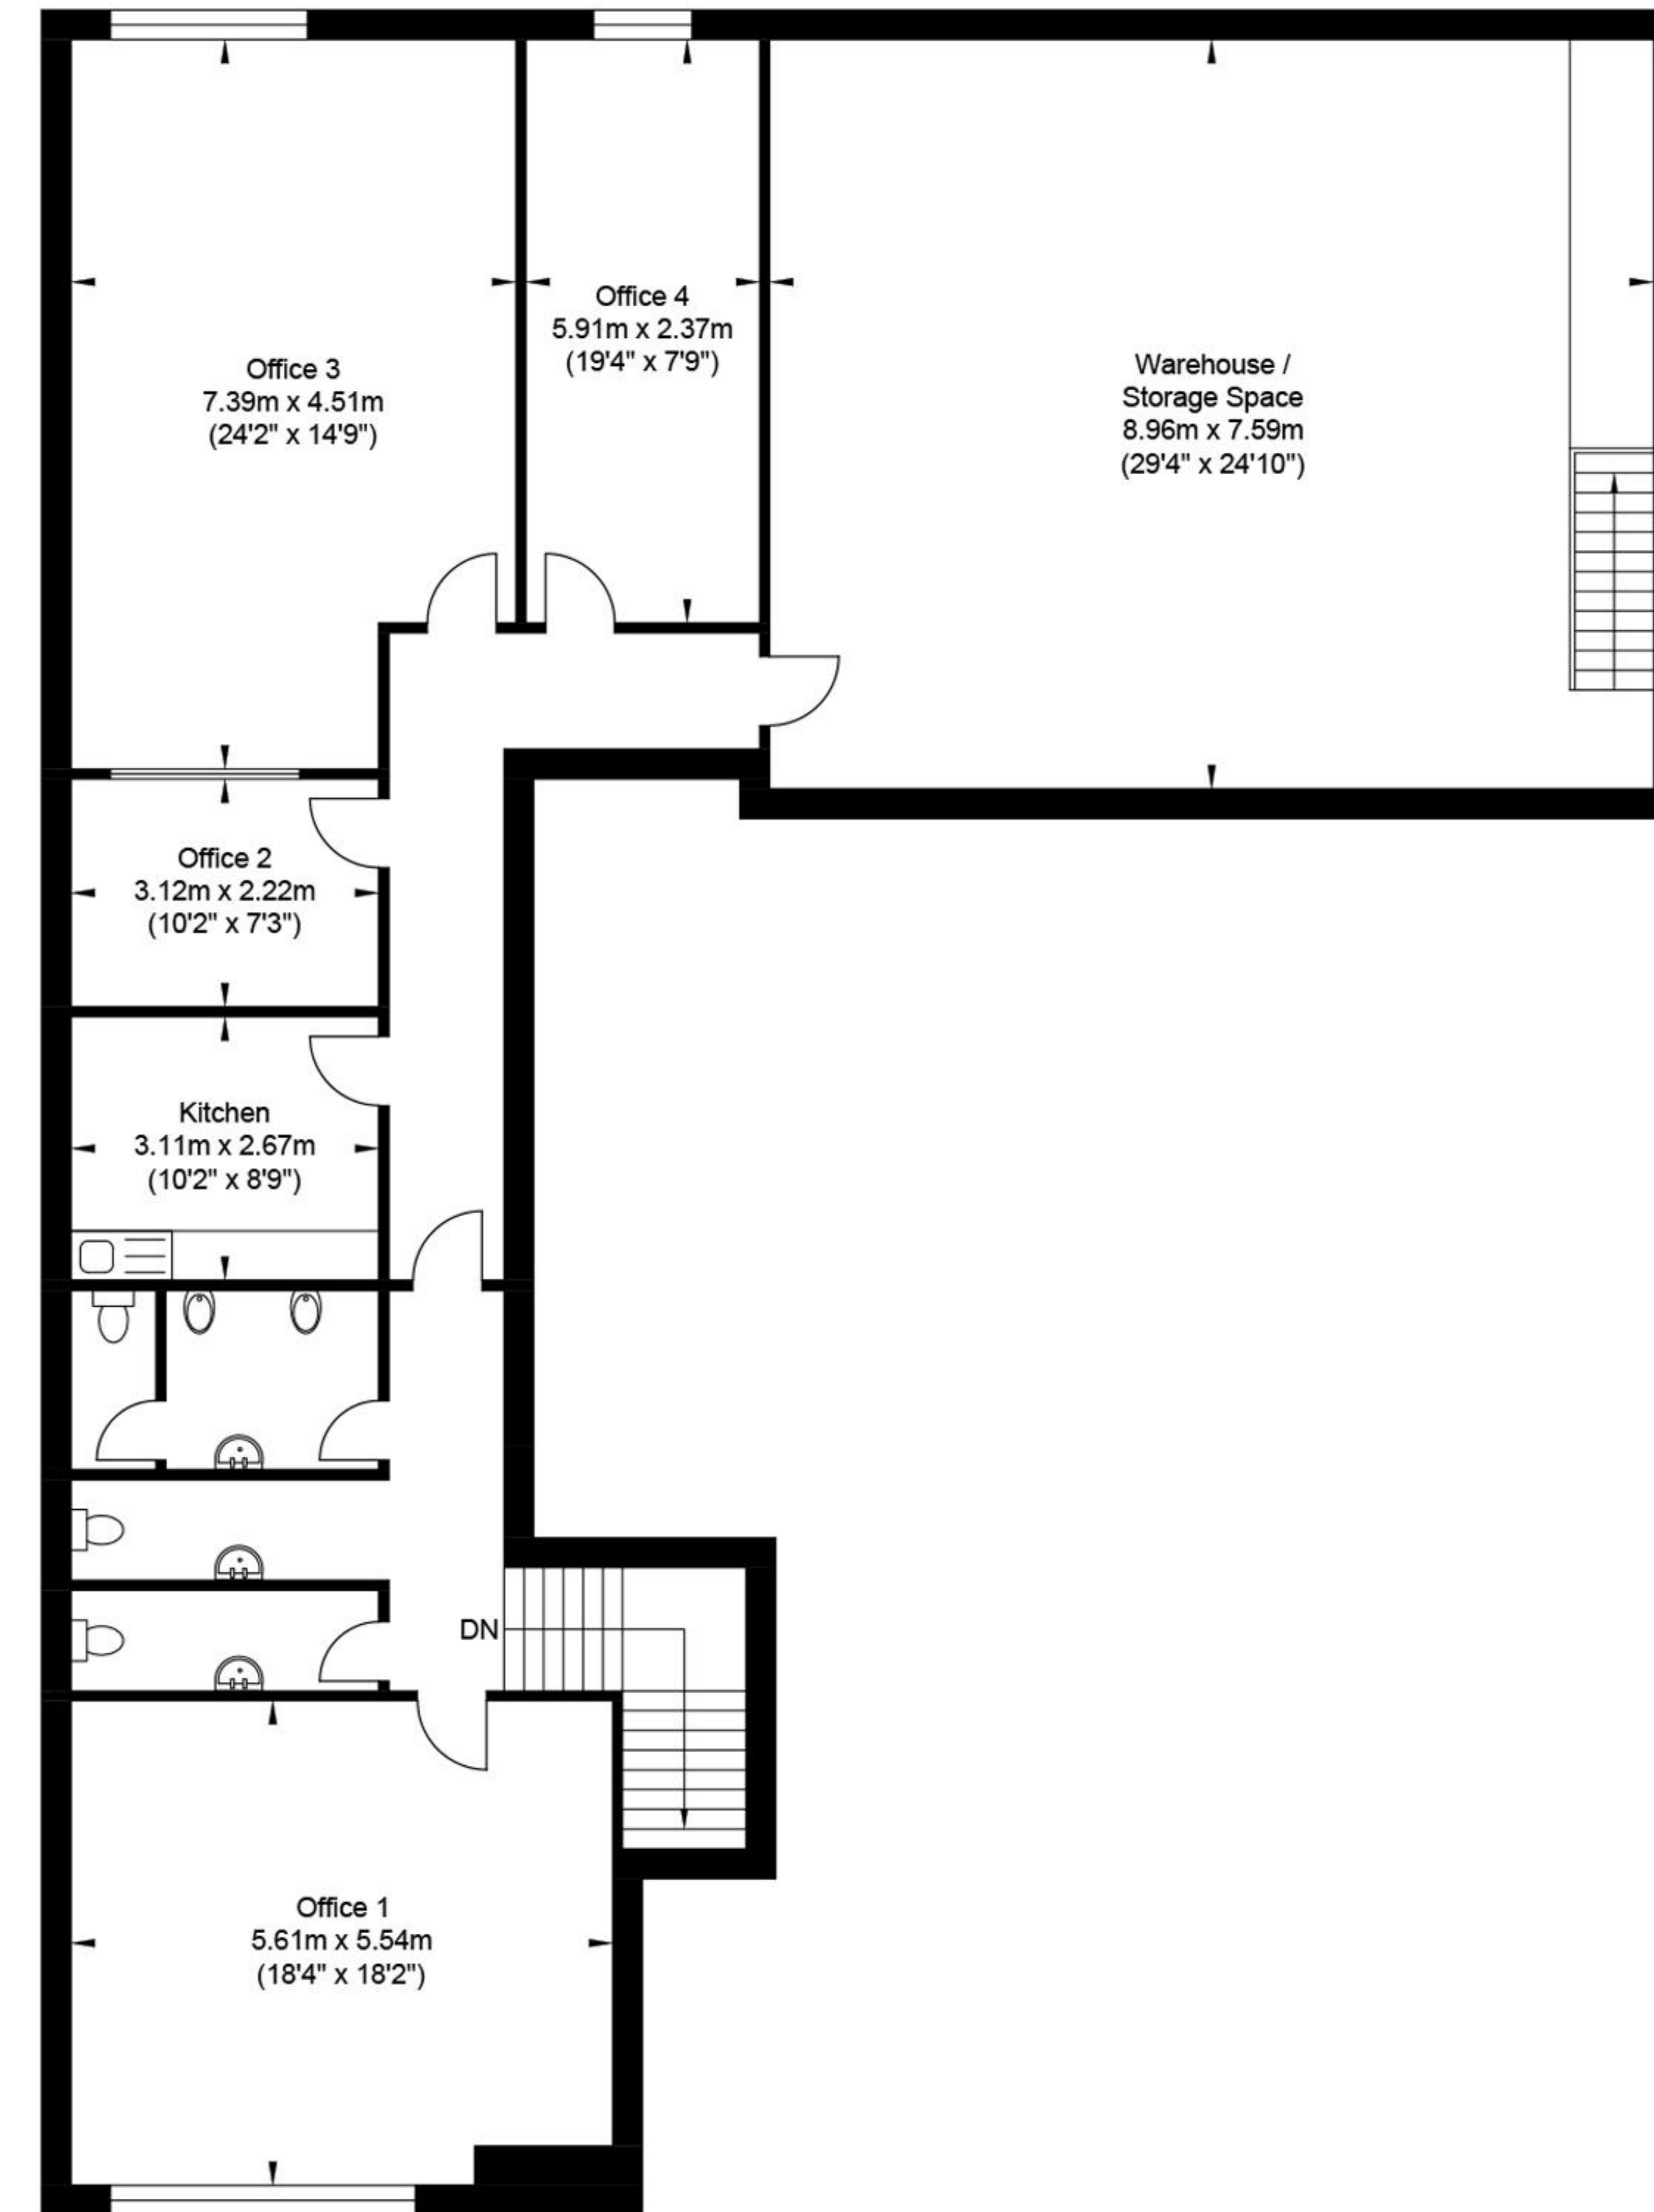 Office 4
5.91m x 2.37m
(19'4" x 7'9")
Office 3
7.39m x 4.51m
(24'2" x 14'9")
Warehouse /
Storage Space
8.96m x 7.59m
(29'4" x 24'10")
Office 2
3.12m x 2.22m
(10'2" x 7'3")
Kitchen
3.11m x 2.67m
(10'2" x 8'9")
DN
Office 1
5.61m x 5.54m
(18'4" x 18'2")